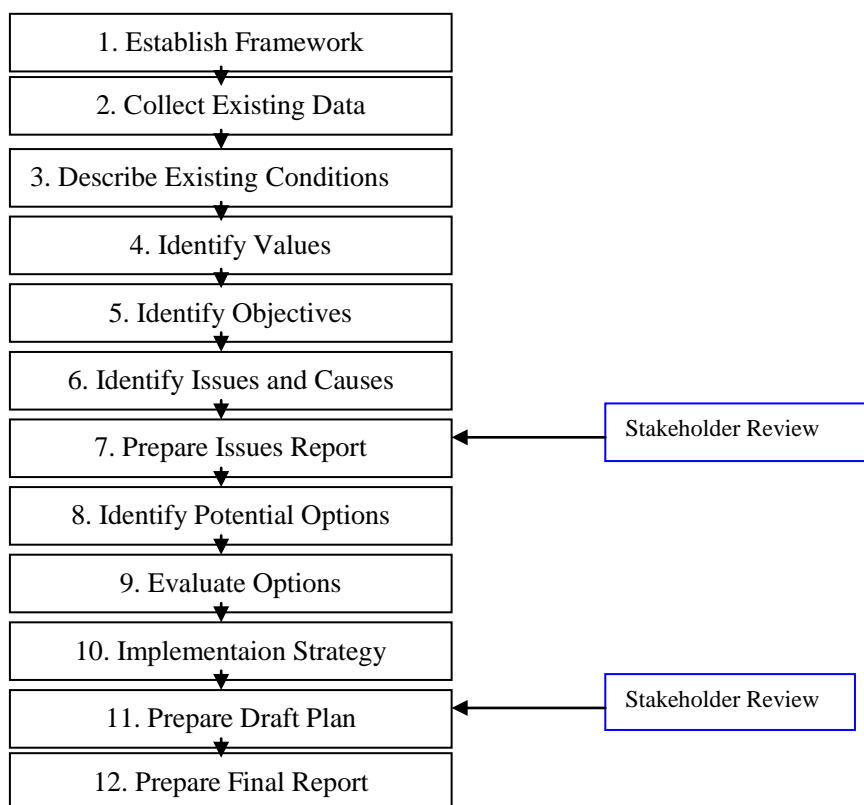 1. Establish Framework
2. Collect Existing Data
3. Describe Existing Conditions
4. Identify Values
5. Identify Objectives
6. Identify Issues and Causes
Stakeholder Review
7. Prepare Issues Report
8. Identify Potential Options
9. Evaluate Options
10. Implementaion Strategy
Stakeholder Review
11. Prepare Draft Plan
12. Prepare Final Report